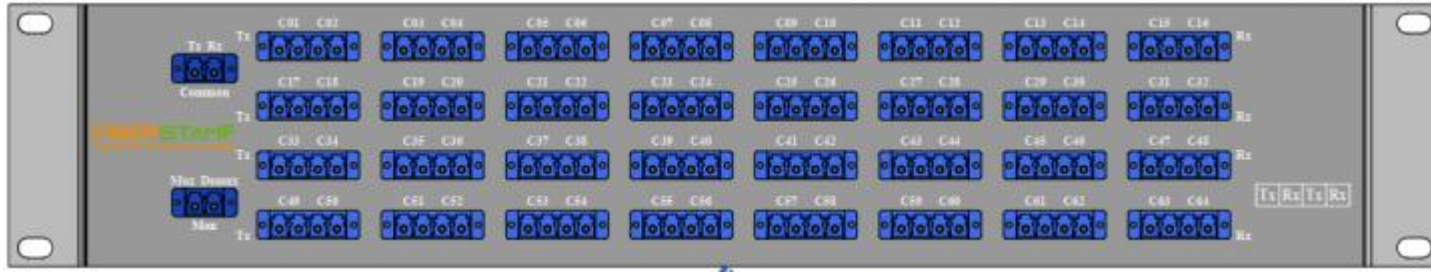 C01 C02 C03 C04 C05 C06 C07 C08 C09 C10 C11 C12 C13 C14 C15 C16
Tx Rx
Tx Rx
Common
C17 C18 C19 C20 C21 C22 C23 C24 C25 C26 C27 C28 C29 C30 C31 C32
Tx Rx
FIBERSTAMP
C33 C34 C35 C36 C37 C38 C39 C40 C41 C42 C43 C44 C45 C46 C47 C48
Tx Rx
Mon Demux
Mon
C49 C50 C51 C52 C53 C54 C55 C56 C57 C58 C59 C60 C61 C62 C63 C64
Tx Rx
Tx Rx Tx Rx